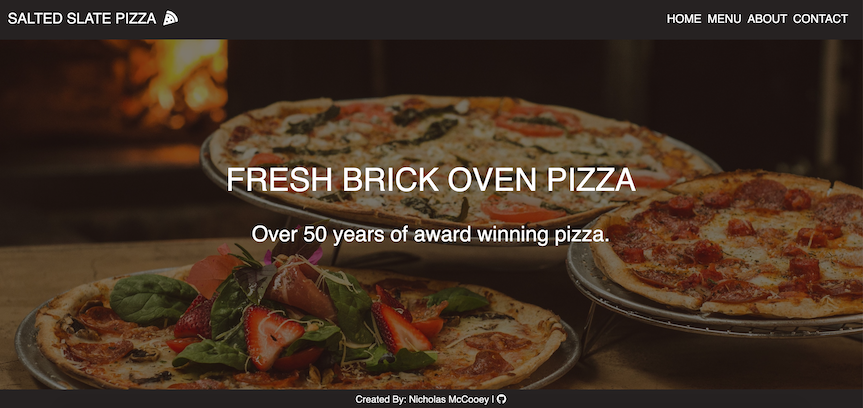 SALTED SLATE PIZZA
HOME MENU ABOUT CONTACT
FRESH BRICK OVEN PIZZA
Over 50 years of award winning pizza.
Created By: Nicholas McCooey |